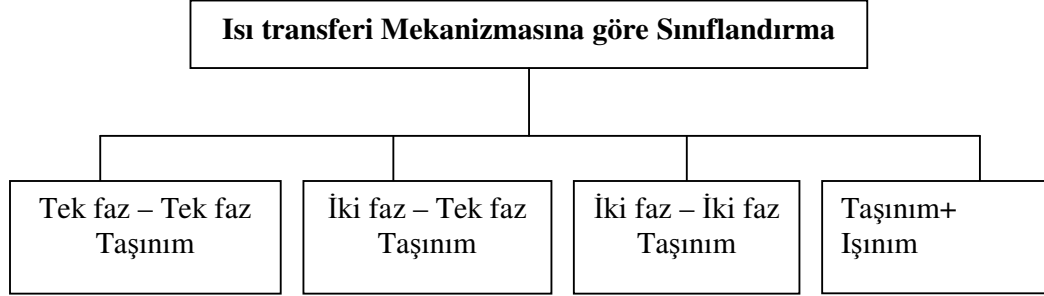 Isı transferi Mekanizmasına göre Sınıflandırma
Tek faz – Tek faz
Taşınım
İki faz – Tek faz
Taşınım
İki faz – İki faz
Taşınım
Taşınım+
Işınım